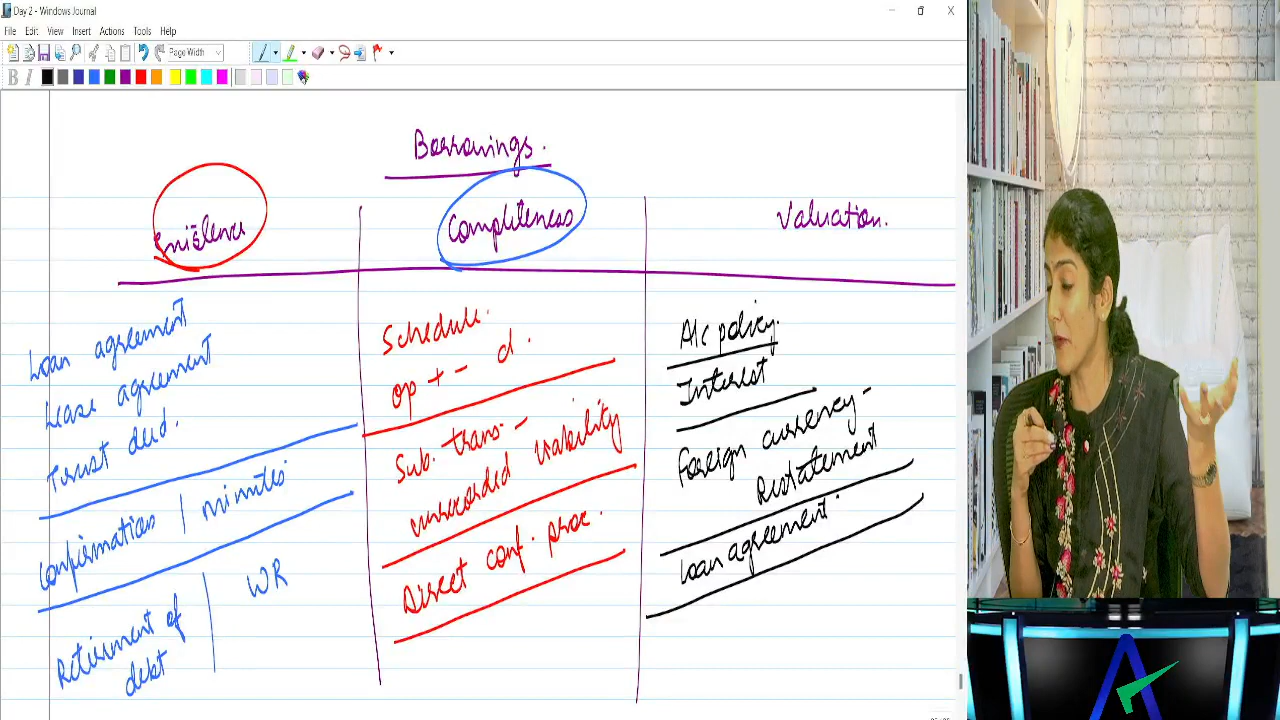 Day 2 - Windows Journal
File Edit View Insert Actions Tools Help
Page Width
B I
Borrowings.
Existence
Completeness
Valuation.
Loan agreement
Lease agreement
Trust deed.
Confirmations | minutes
Retirement of debt
WR
Schedule.
op + - d.
Sub. trans -
unrecorded liability
Direct conf. proc.
A/c policy.
Interest
Foreign currency -
Restatement
Loan agreement